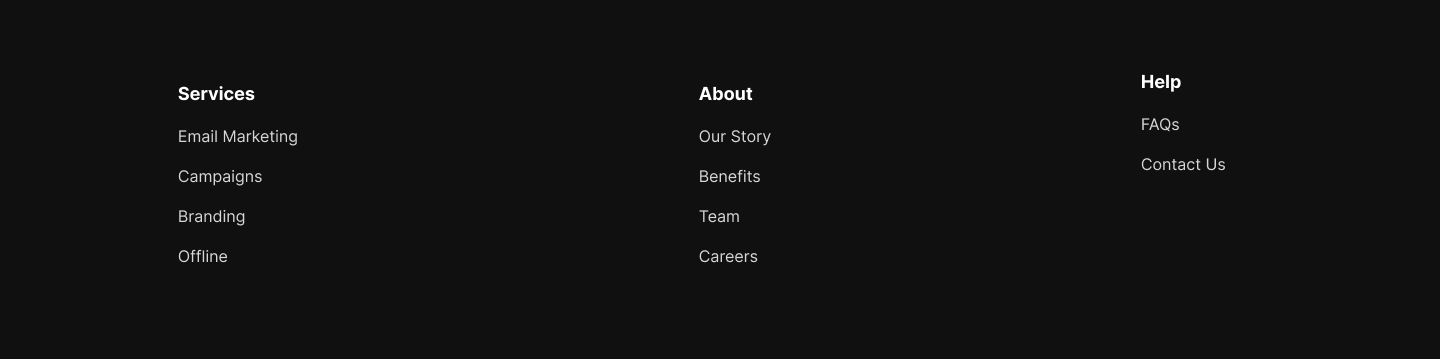 Services
Email Marketing
Campaigns
Branding
Offline
About
Our Story
Benefits
Team
Careers
Help
FAQs
Contact Us